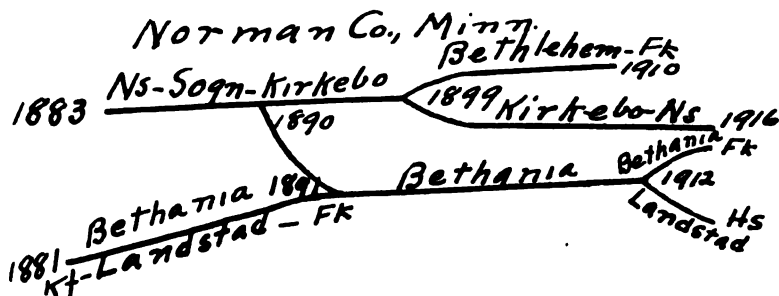 Norman Co., Minn.
Bethlehem-Fk
1910
Ns-Sogn-Kirkebo
1883
1899
Kirkebo-Ns
1916
1890
Bethania
Fk
Bethania 1891
Bethania
1912
Kt-Landstad-Fk
Landstad
Hs
1881